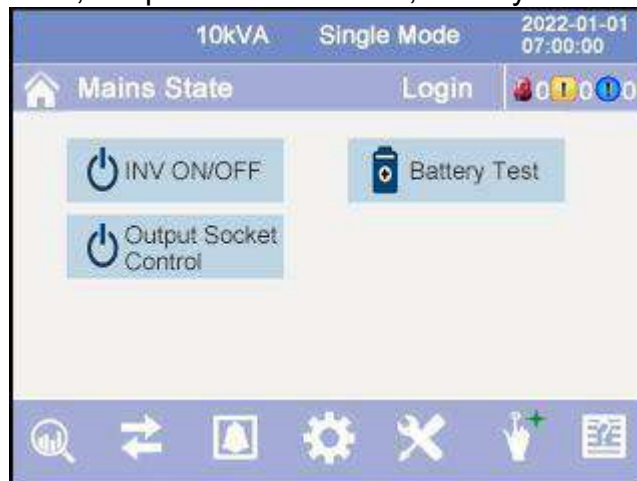 10kVA Single Mode 2022-01-01
07:00:00
Mains State Login 0 0 0
INV ON/OFF Battery Test
Output Socket
Control